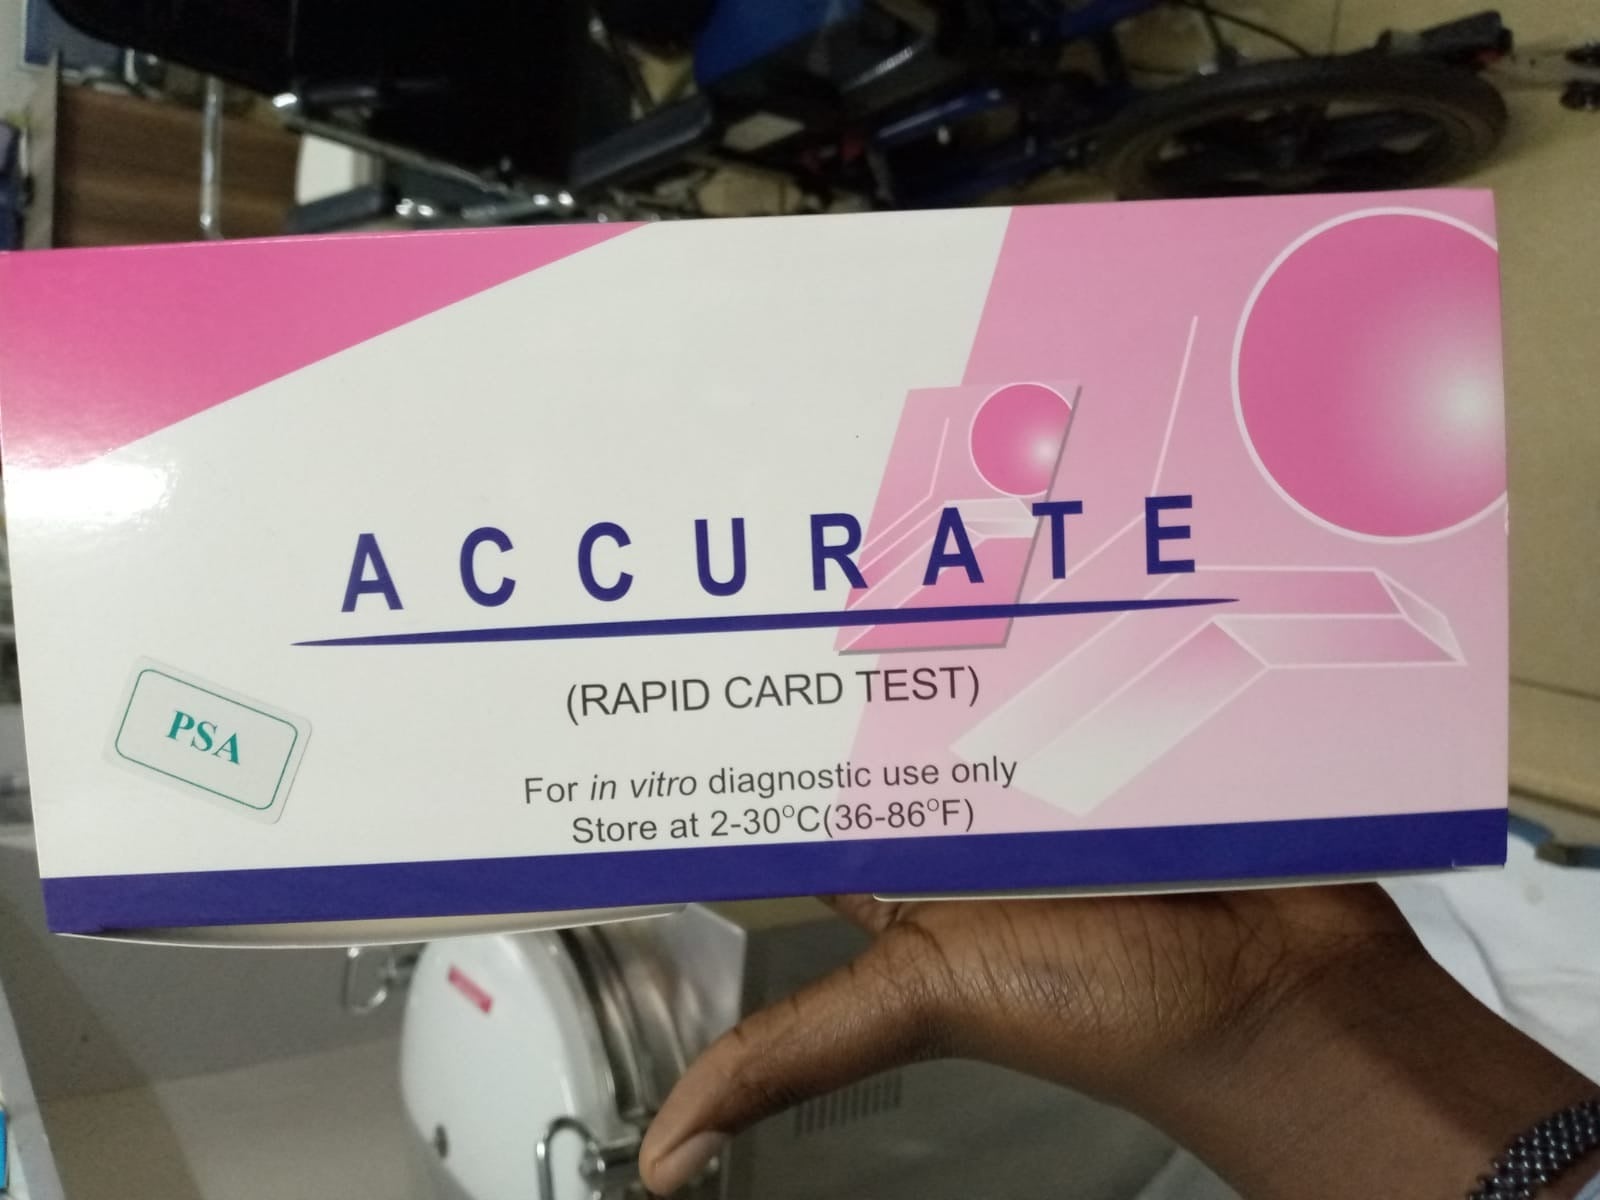 ACCURATE
(RAPID CARD TEST)
PSA
For in vitro diagnostic use only
Store at 2-30°C(36-86°F)